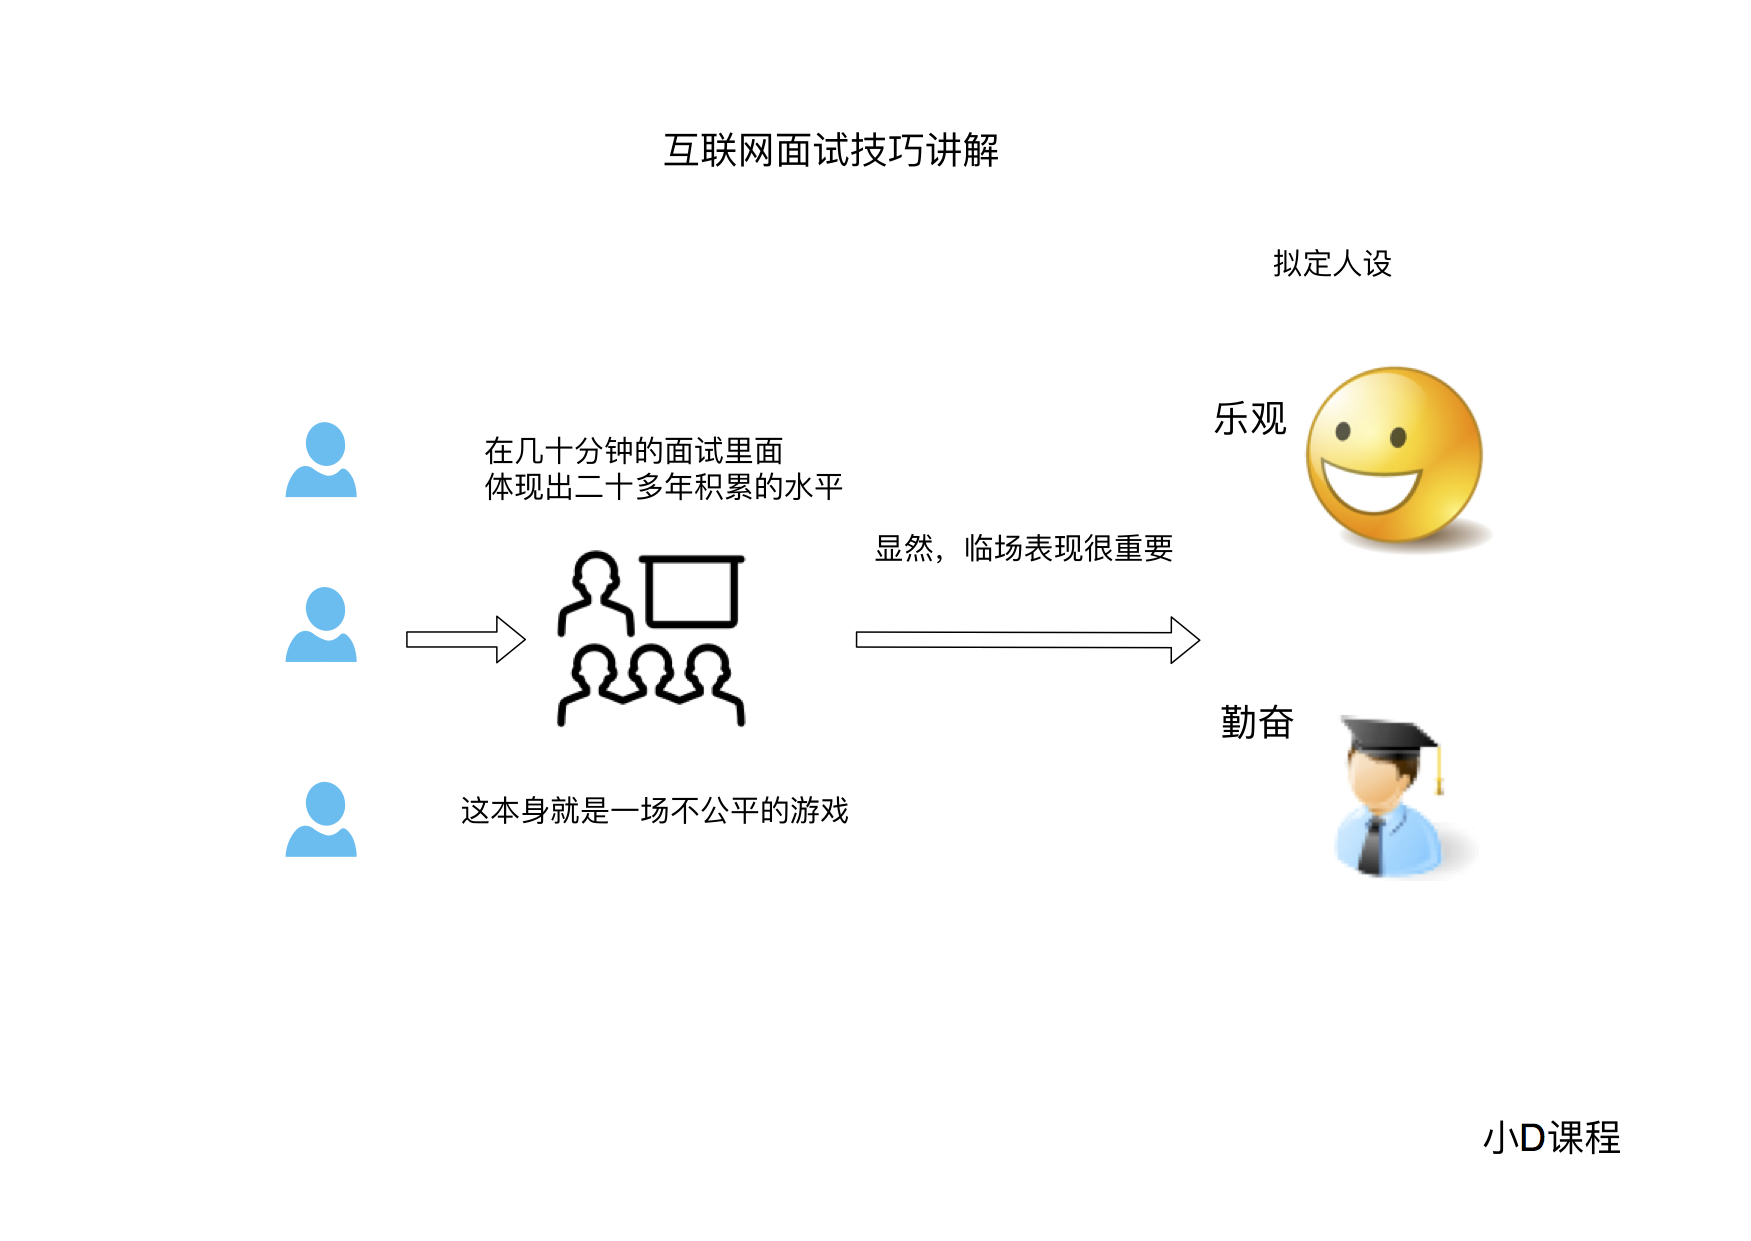 互联网面试技巧讲解
拟定人设
乐观
在几十分钟的面试里面
体现出二十多年积累的水平
显然，临场表现很重要
勤奋
这本身就是一场不公平的游戏
小D课程